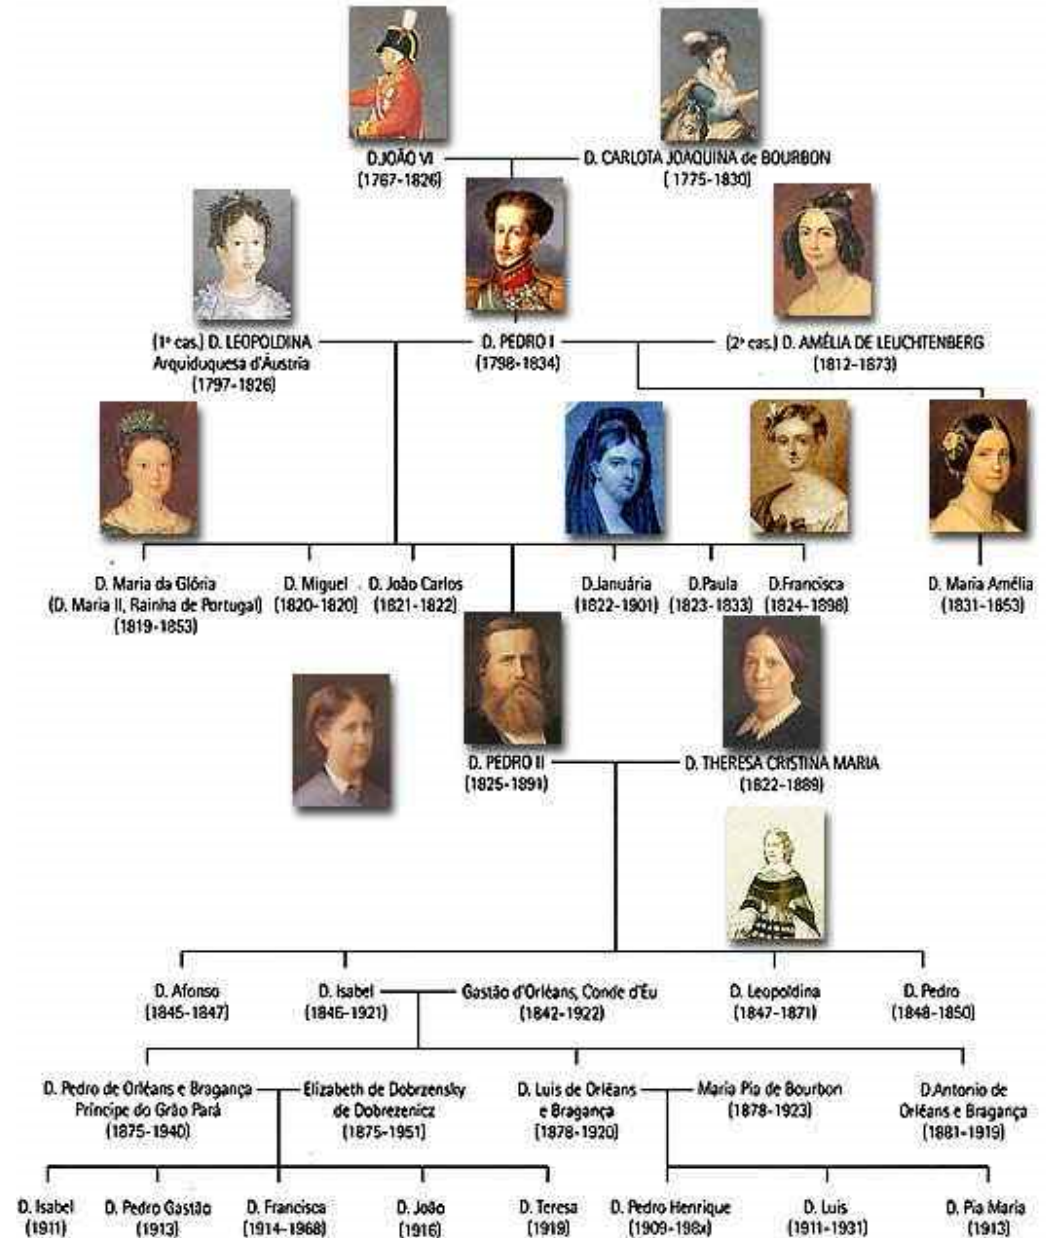 D.JOÃO VI
(1767-1826)
D. CARLOTA JOAQUINA de BOURBON
( 1775-1830)
(1ª cas.) D. LEOPOLDINA
Arquiduquesa d'Áustria
(1797-1826)
D. PEDRO I
(1798-1834)
(2ª cas.) D. AMÉLIA DE LEUCHTENBERG
(1812-1873)
D. Maria da Glória
(D. Maria II, Rainha de Portugal)
(1819-1853)
D. Miguel
(1820-1820)
D. João Carlos
(1821-1822)
D.Januária
(1822-1901)
D.Paula
(1823-1833)
D.Francisca
(1824-1898)
D. Maria Amélia
(1831-1853)
D. PEDRO II
(1825-1891)
D. THERESA CRISTINA MARIA
(1822-1889)
D. Afonso
(1845-1847)
D. Isabel
(1846-1921)
Gastão d'Orléans, Conde d'Eu
(1842-1922)
D. Leopoldina
(1847-1871)
D. Pedro
(1848-1850)
D. Pedro de Orléans e Bragança
Príncipe do Grão Pará
(1875-1940)
Elizabeth de Dobrzensky
de Dobrezenicz
(1875-1951)
D. Luis de Orléans
e Bragança
(1878-1920)
Maria Pia de Bourbon
(1878-1923)
D.Antonio de
Orléans e Bragança
(1881-1919)
D. Isabel
(1911)
D. Pedro Gastão
(1913)
D. Francisca
(1914-1968)
D. João
(1916)
D. Teresa
(1919)
D. Pedro Henrique
(1909-198x)
D. Luis
(1911-1931)
D. Pia Maria
(1913)